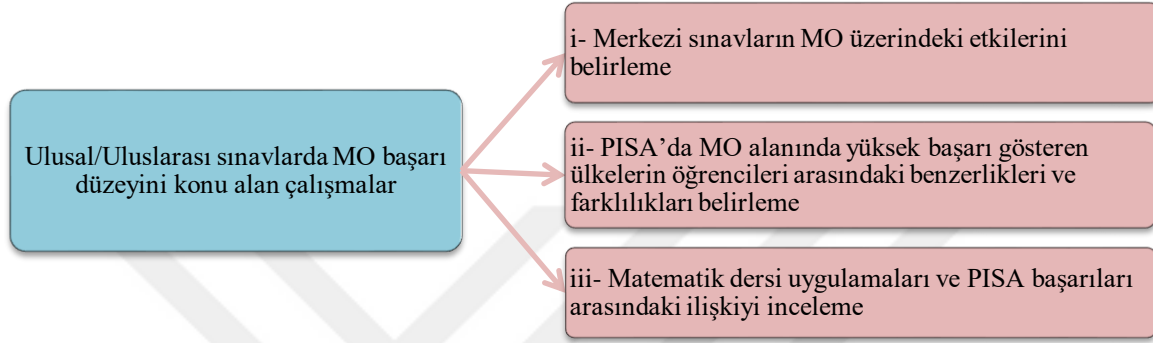 Ulusal/Uluslarası sınavlarda MO başarı
düzeyini konu alan çalışmalar
i- Merkezi sınavların MO üzerindeki etkilerini
belirleme
ii- PISA’da MO alanında yüksek başarı gösteren
ülkelerin öğrencileri arasındaki benzerlikleri ve
farklılıkları belirleme
iii- Matematik dersi uygulamaları ve PISA başarıları
arasındaki ilişkiyi inceleme